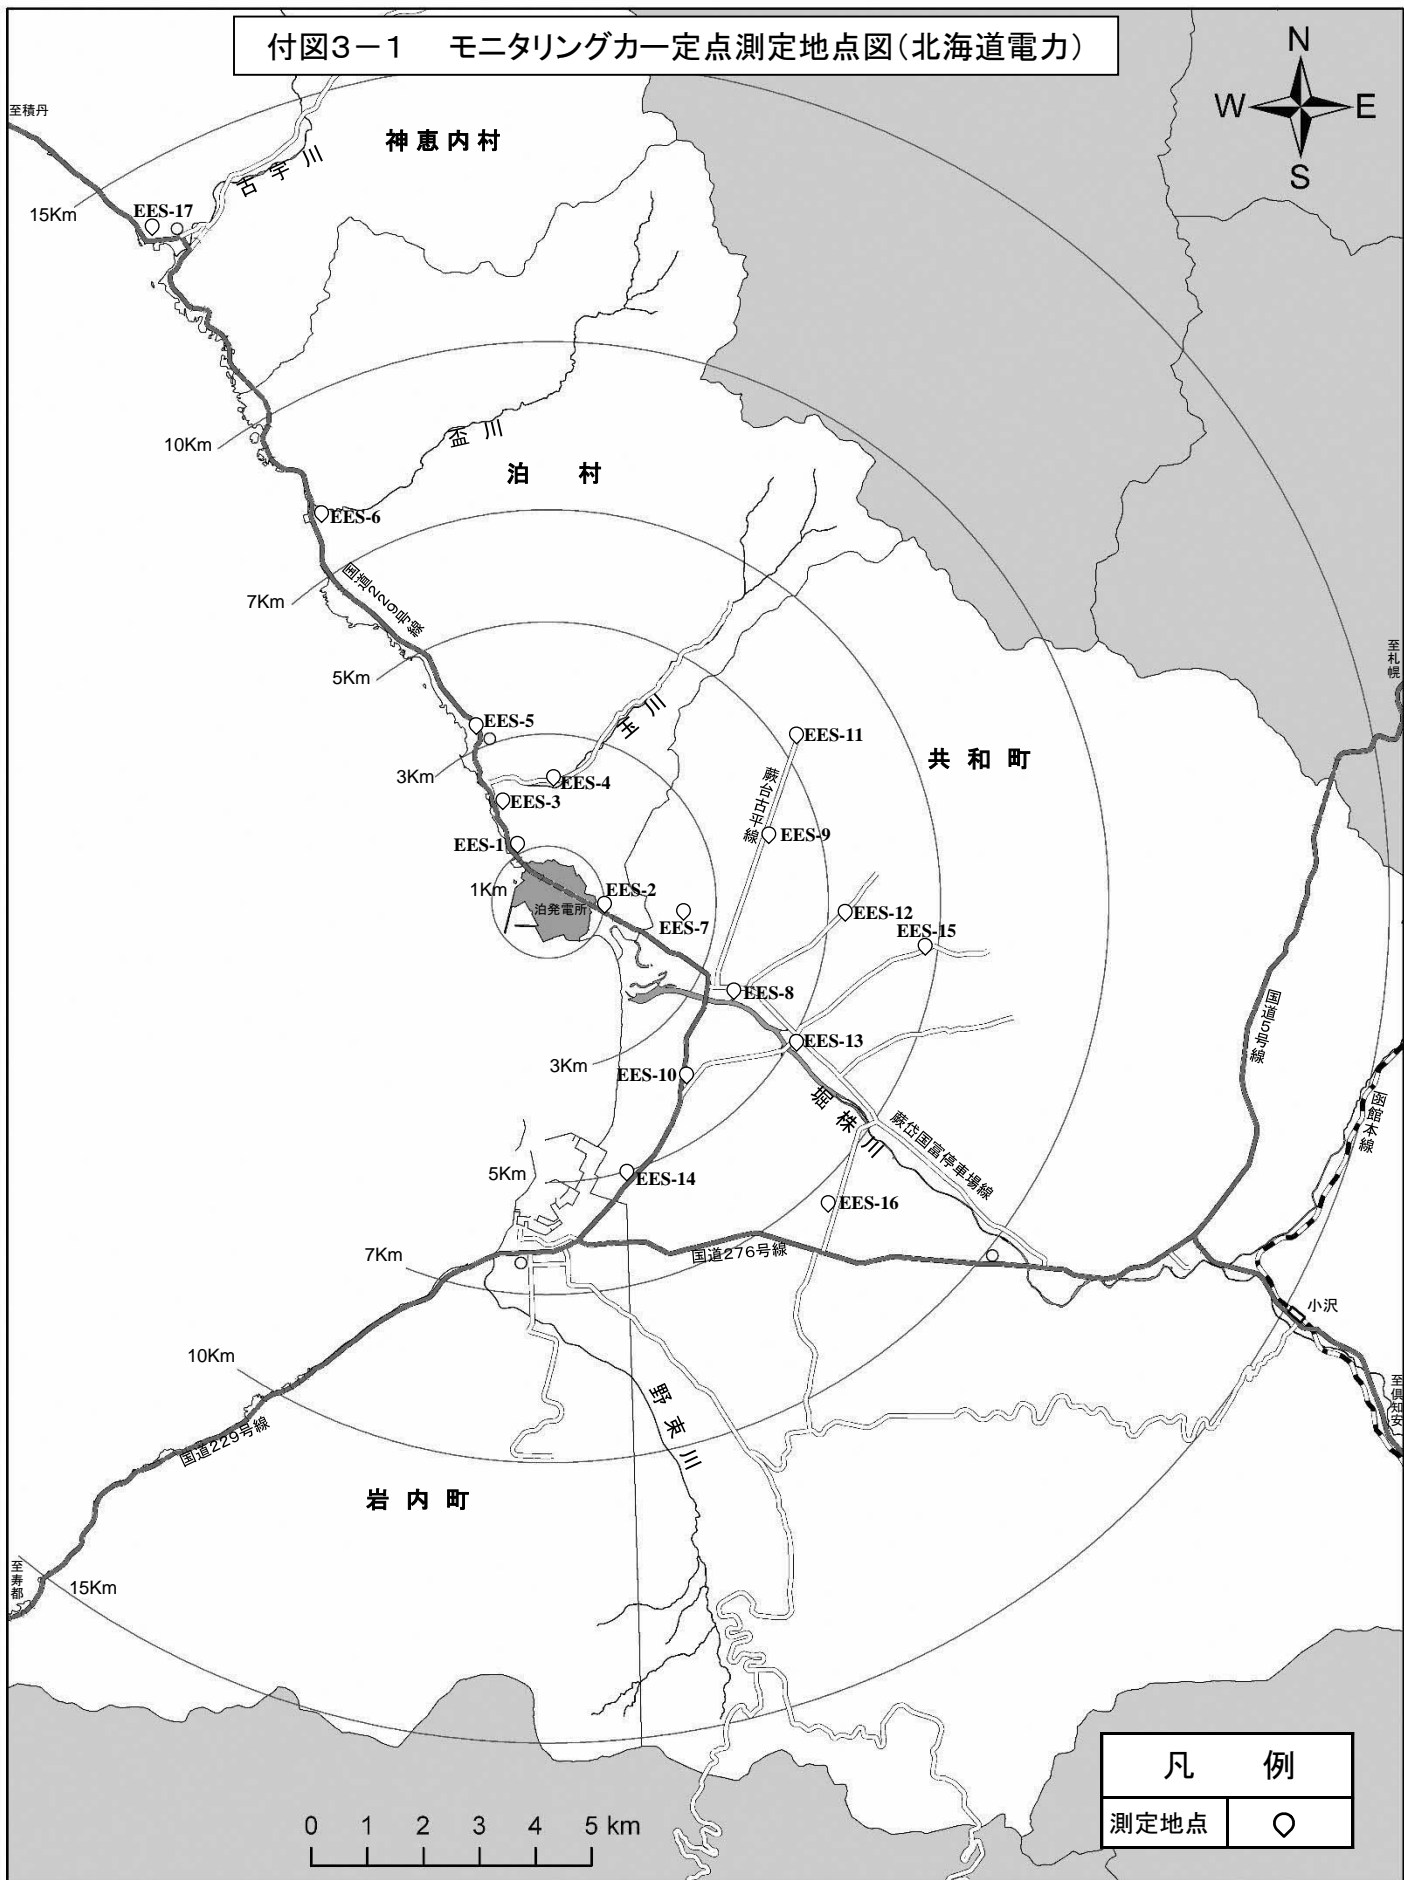 付図3－1　モニタリングカー定点測定地点図(北海道電力)
N
W E
S
至積丹
神恵内村
古宇川
15Km
EES-17
10Km
盃川
泊　村
EES-6
国道229号線
7Km
5Km
至札幌
玉川
EES-5
EES-11
共和町
3Km
EES-4
蕨台古平線
EES-3
EES-9
EES-1
1Km
EES-2
泊発電所
EES-7
EES-12
EES-15
EES-8
国道5号線
EES-13
3Km
EES-10
堀株川
函館本線
蕨岱国富停車場線
5Km
EES-14
EES-16
7Km
国道276号線
小沢
10Km
野束川
至倶知安
国道229号線
岩内町
至寿都
15Km
凡　例
測定地点
0 1 2 3 4 5 km